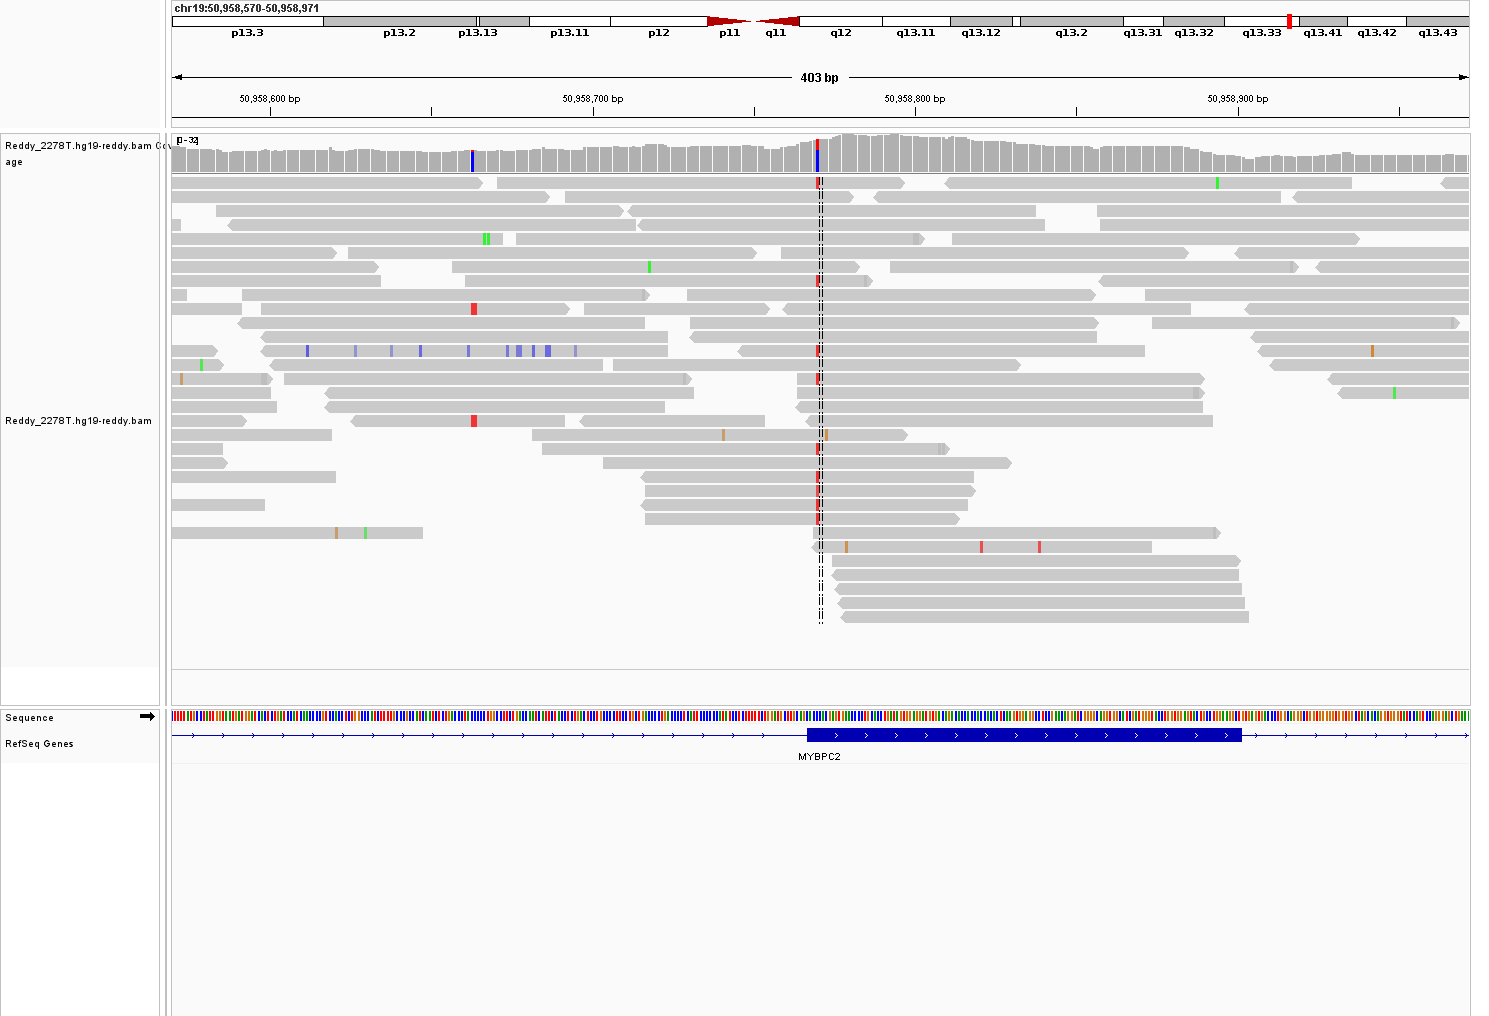 chr19:50,958,570-50,958,971
p13.3 p13.2 p13.13 p13.11 p12 p11 q11 q12 q13.11 q13.12 q13.2 q13.31 q13.32 q13.33 q13.41 q13.42 q13.43
403 bp
50,958,600 bp 50,958,700 bp 50,958,800 bp 50,958,900 bp
[0-32]
Reddy_2278T.hg19-reddy.bam Cov
age
Reddy_2278T.hg19-reddy.bam
Sequence
RefSeq Genes
MYBPC2